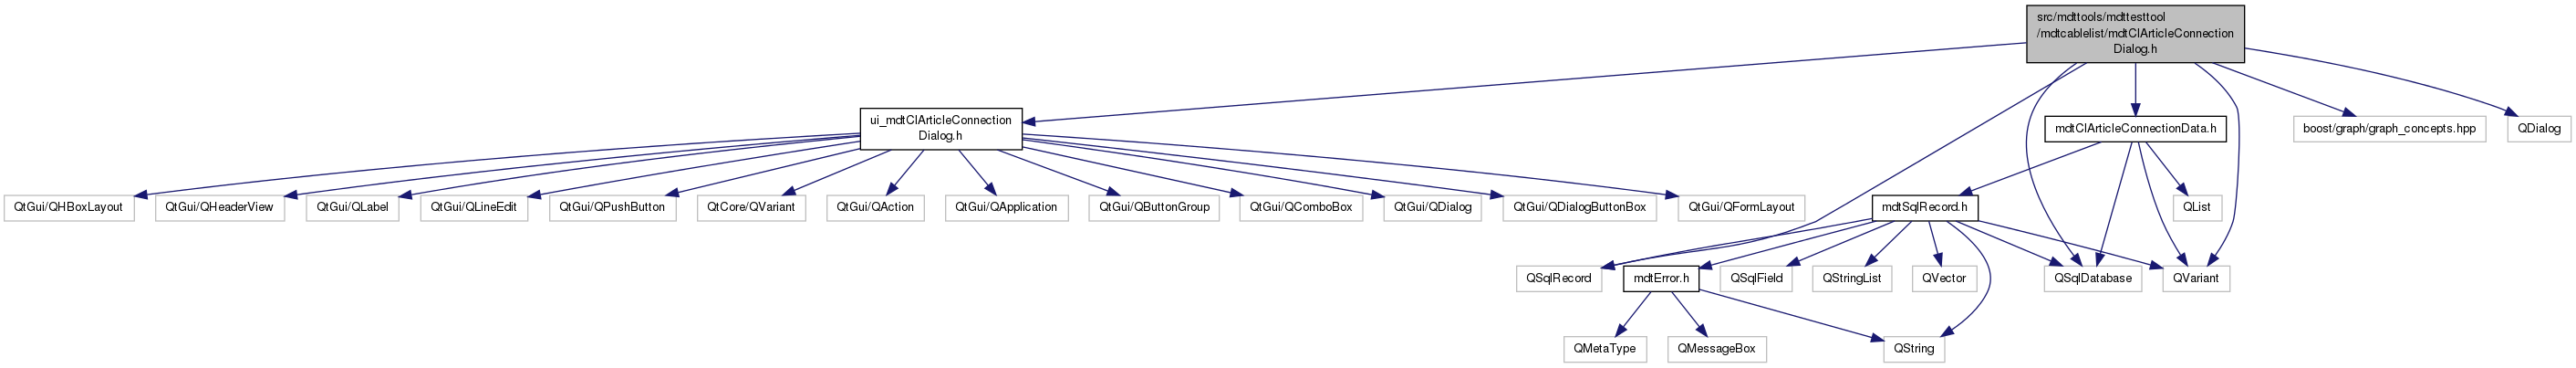 src/mdttools/mdttesttool
/mdtcablelist/mdtClArticleConnection
Dialog.h
ui_mdtClArticleConnection
Dialog.h
mdtClArticleConnectionData.h
boost/graph/graph_concepts.hpp
QDialog
QtGui/QHBoxLayout
QtGui/QHeaderView
QtGui/QLabel
QtGui/QLineEdit
QtGui/QPushButton
QtCore/QVariant
QtGui/QAction
QtGui/QApplication
QtGui/QButtonGroup
QtGui/QComboBox
QtGui/QDialog
QtGui/QDialogButtonBox
QtGui/QFormLayout
mdtSqlRecord.h
QList
QSqlRecord
mdtError.h
QSqlField
QStringList
QVector
QSqlDatabase
QVariant
QMetaType
QMessageBox
QString